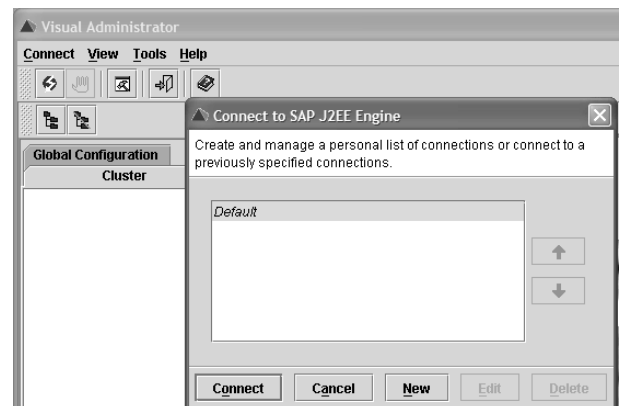 Visual Administrator
Connect View Tools Help
Connect to SAP J2EE Engine
Create and manage a personal list of connections or connect to a
previously specified connections.
Global Configuration
Cluster
Default
Connect Cancel New Edit Delete